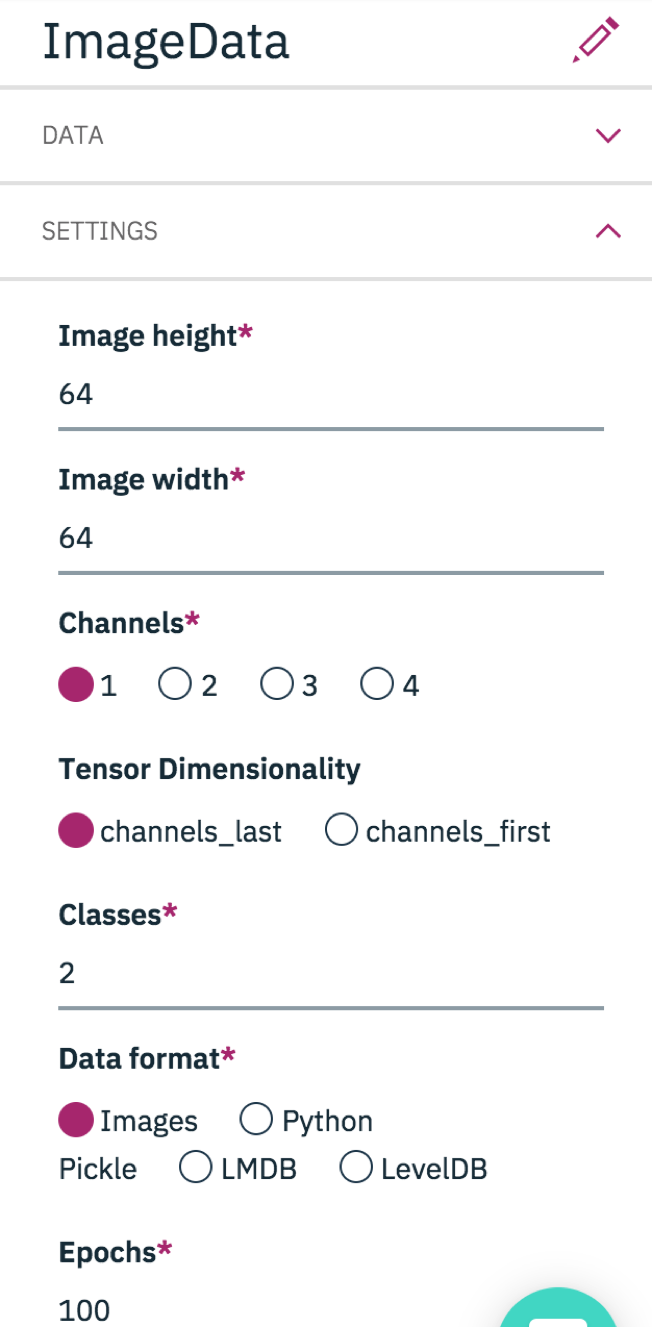 ImageData
DATA
SETTINGS
Image height*
64
Image width*
64
Channels*
1 2 3 4
Tensor Dimensionality
channels_last channels_first
Classes*
2
Data format*
Images Python
Pickle LMDB LevelDB
Epochs*
100